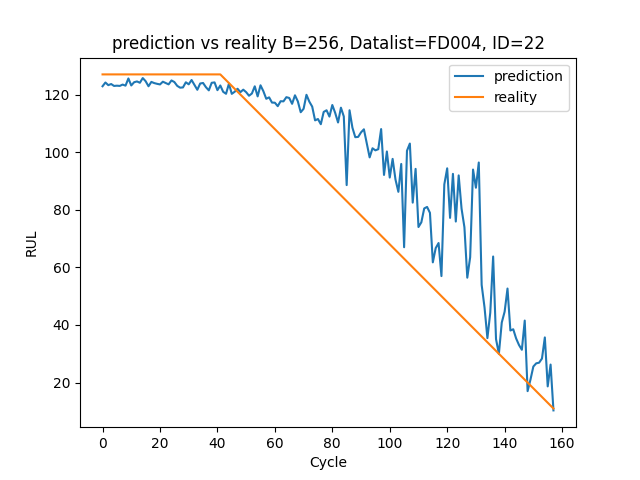 prediction vs reality B=256, Datalist=FD004, ID=22
prediction
reality
RUL
120
100
80
60
40
20
0 20 40 60 80 100 120 140 160
Cycle